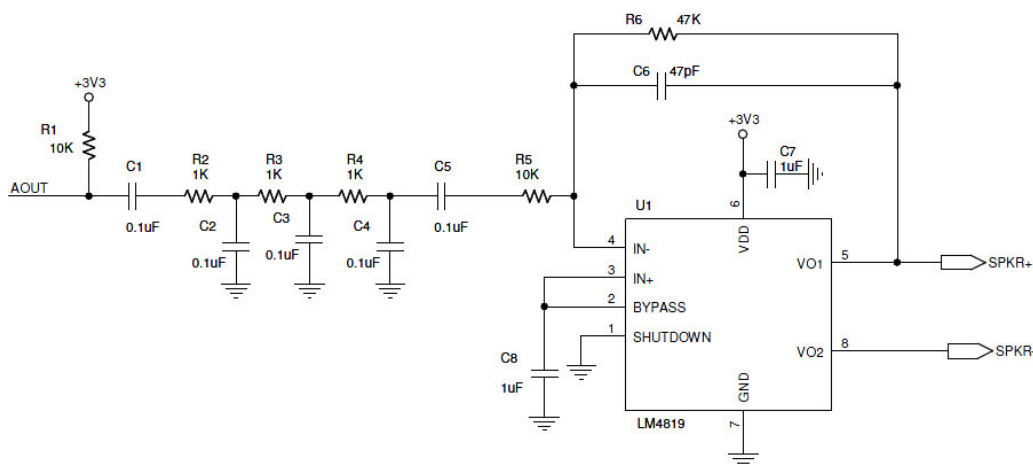 R6 47K
C6 47pF
+3V3
R1
10K
AOUT
C1
0.1uF
R2
1K
C2
0.1uF
R3
1K
C3
0.1uF
R4
1K
C4
0.1uF
C5
0.1uF
R5
10K
+3V3
C7
1uF
U1
6
VDD
4
IN-
3
IN+
2
BYPASS
1
SHUTDOWN
VO1
5
SPKR+
VO2
8
SPKR-
C8
1uF
GND
7
LM4819